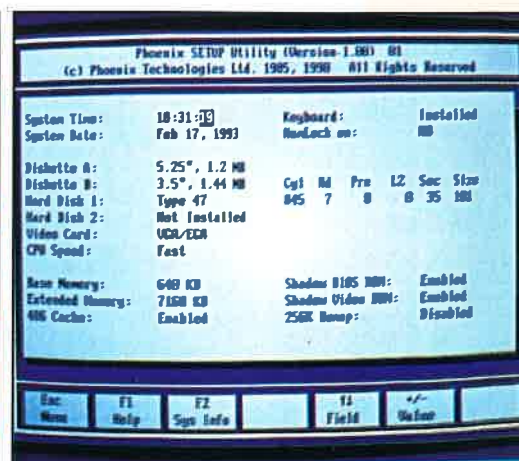 Phoenix SETUP Utility (Version 1.00) 01
(c) Phoenix Technologies Ltd. 1985, 1990 All Rights Reserved
System Time: 18:31:19
System Date: Feb 17, 1993
Diskette A: 5.25", 1.2 MB
Diskette B: 3.5", 1.44 MB
Hard Disk 1: Type 47
Hard Disk 2: Not Installed
Video Card: VGA/EGA
CPU Speed: Fast
Keyboard: Installed
NumLock on:
Cyl Hd Pre LZ Sec Size
845 7 0 0 35 101
Base Memory: 640 KB
Extended Memory: 7168 KB
486 Cache: Enabled
Shadow BIOS ROM: Enabled
Shadow Video ROM: Enabled
256K Remap: Disabled
Esc Menu
F1 Help
F2 Sys Info
↑↓ Field
+/- Value